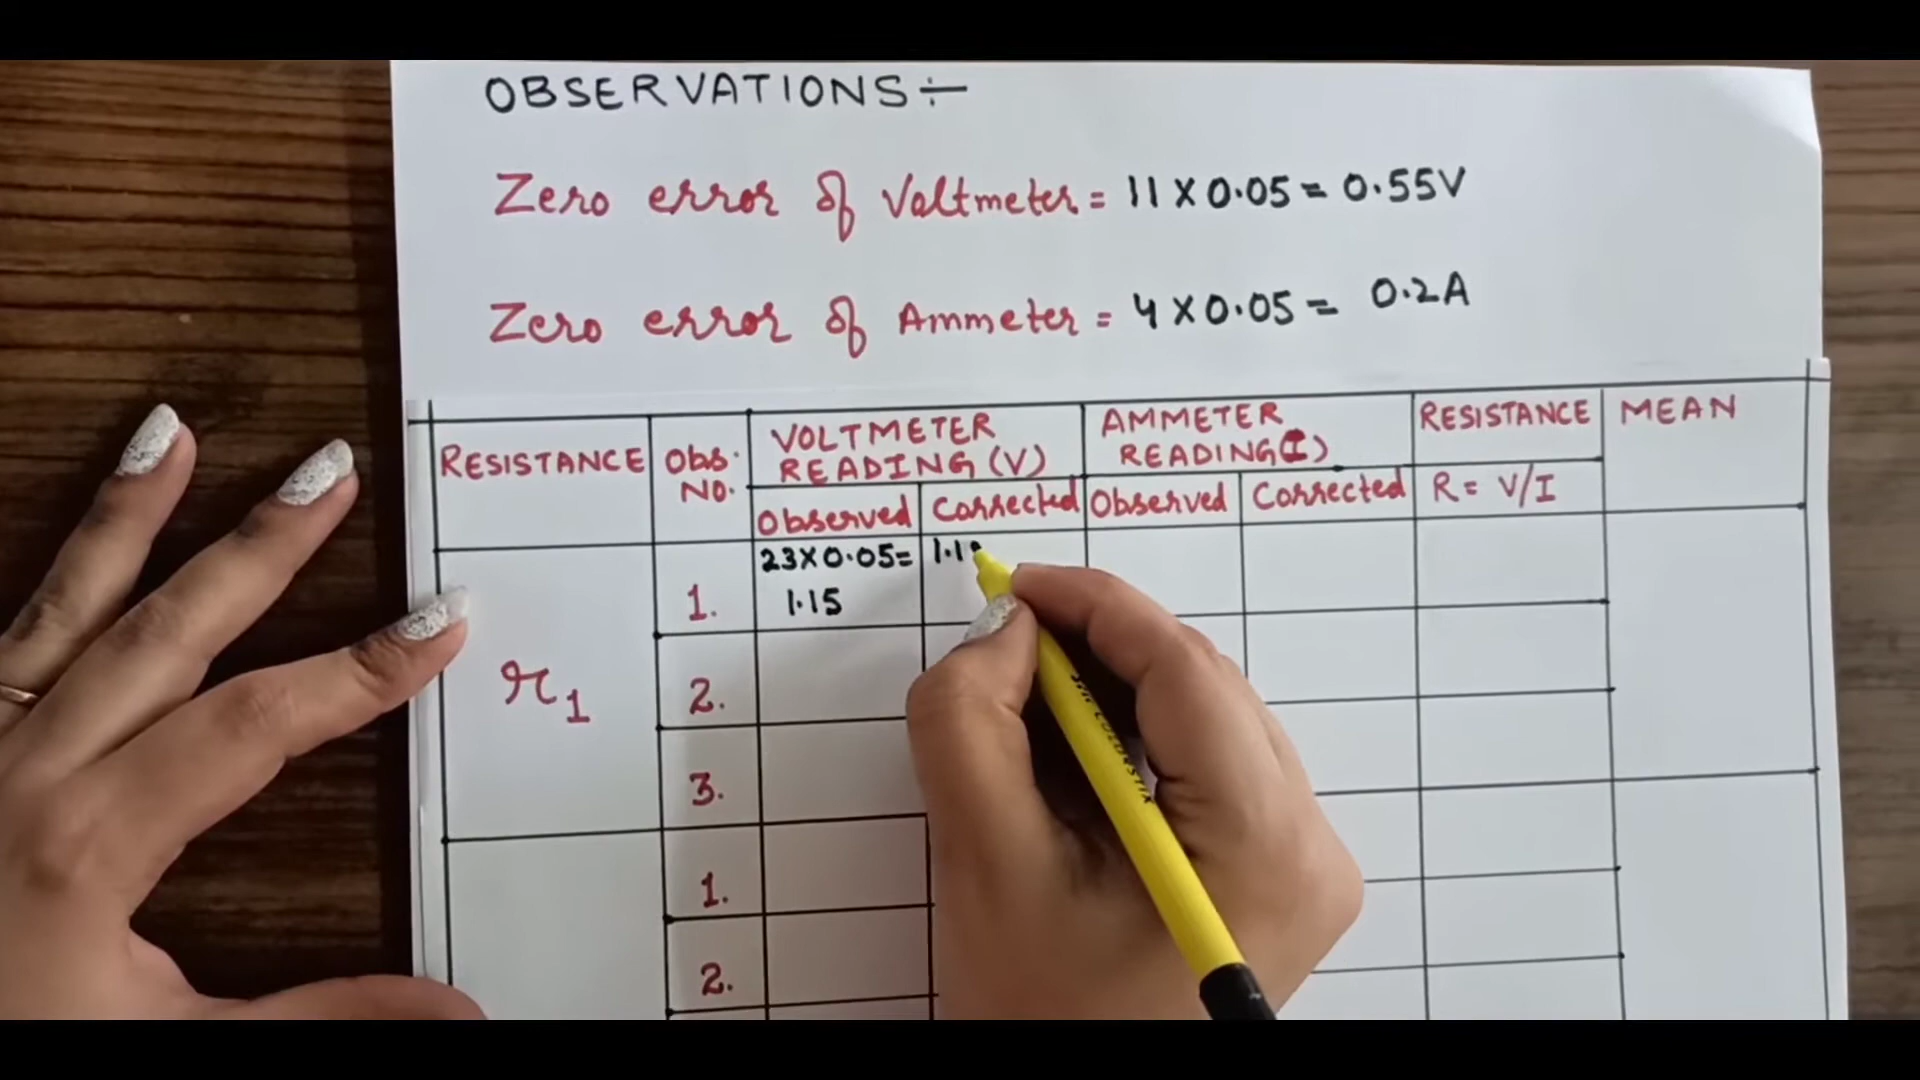 OBSERVATIONS÷
Zero error of Voltmeter = 11 X 0.05 = 0.55V
Zero error of Ammeter = 4 X 0.05 = 0.2A
RESISTANCE
Obs. NO.
VOLTMETER READING (V)
AMMETER READING (I)
RESISTANCE
MEAN
Observed
Corrected
Observed
Corrected
R = V/I
23X0.05=
1.15
1.1
r1
1.
2.
3.
1.
2.